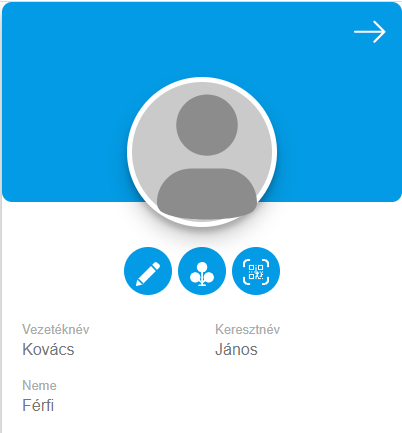 Vezetéknév Keresztnév
Kovács János
Neme
Férfi